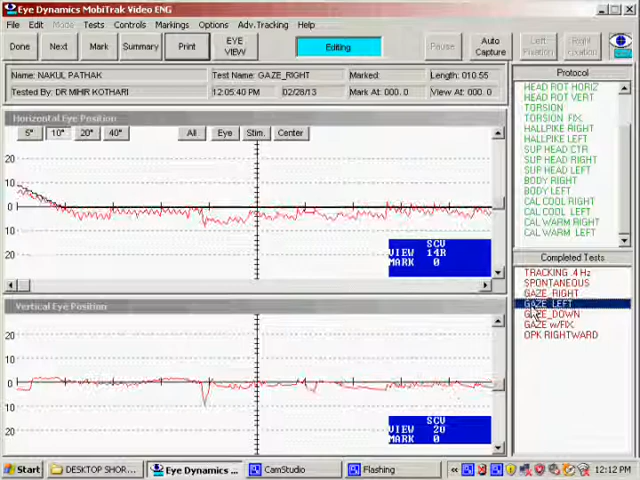 Eye Dynamics MobiTrak Video ENG
File Edit Mode Tests Controls Markings Options Adv.Tracking Help
Done Next Mark Summary Print EYE VIEW Editing Pause Auto Capture Left Fixation Right Fixation
Name: NAKUL PATHAK Test Name: GAZE_RIGHT Marked: Length: 010.55
Tested By: DR MIHIR KOTHARI 12:05:40 PM 02/28/13 Mark At: 000. 0 View At: 000. 0
Horizontal Eye Position
5° 10° 20° 40° All Eye Stim. Center
20
10
0
10
20
SCV
VIEW 14R
MARK 0
Vertical Eye Position
20
10
0
10
20
SCV
VIEW 2U
MARK 0
Protocol
HEAD ROT HORIZ
HEAD ROT VERT
TORSION
TORSION FIX
HALLPIKE RIGHT
HALLPIKE LEFT
SUP HEAD CTR
SUP HEAD RIGHT
SUP HEAD LEFT
BODY RIGHT
BODY LEFT
CAL COOL RIGHT
CAL COOL LEFT
CAL WARM RIGHT
CAL WARM LEFT
Completed Tests
TRACKING .4 Hz
SPONTANEOUS
GAZE_RIGHT
GAZE_LEFT
GAZE_DOWN
GAZE w/FIX
OPK RIGHTWARD
Start DESKTOP SHOR... Eye Dynamics ... CamStudio Flashing 12:12 PM